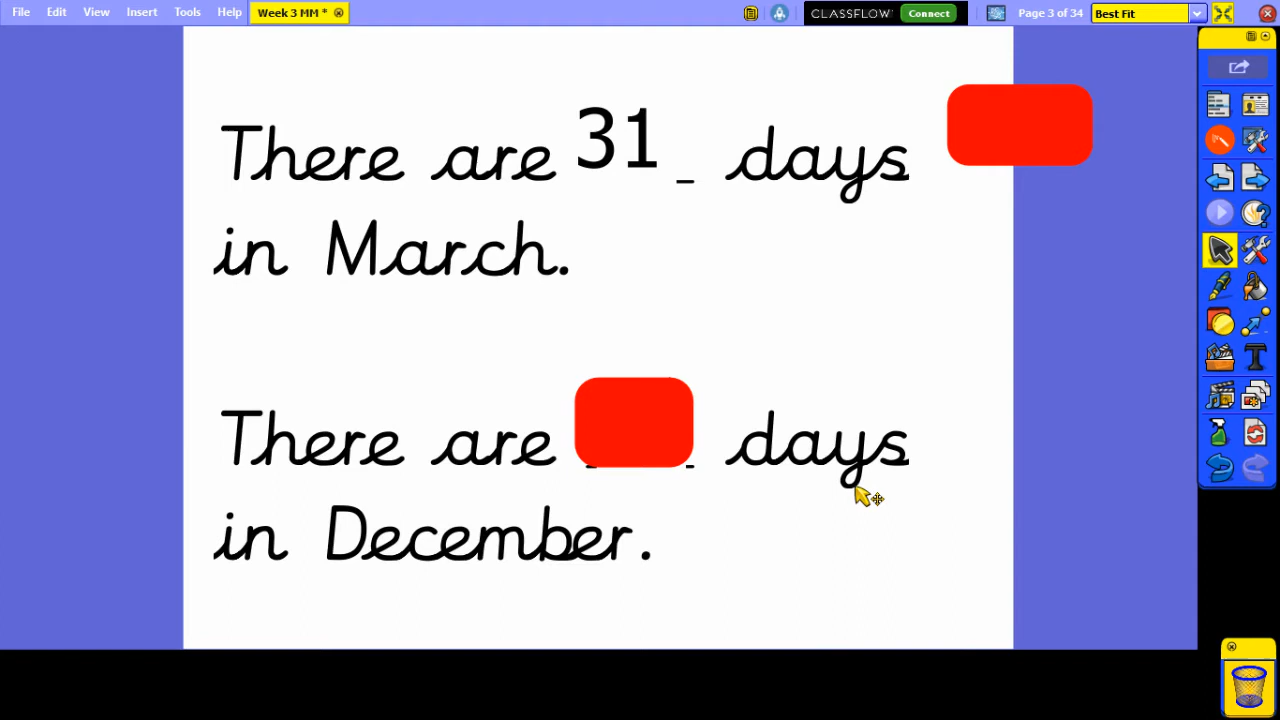 File Edit View Insert Tools Help Week 3 MM * CLASSFLOW Connect Page 3 of 34 Best Fit
There are 31 _ days
in March.
There are days
in December.